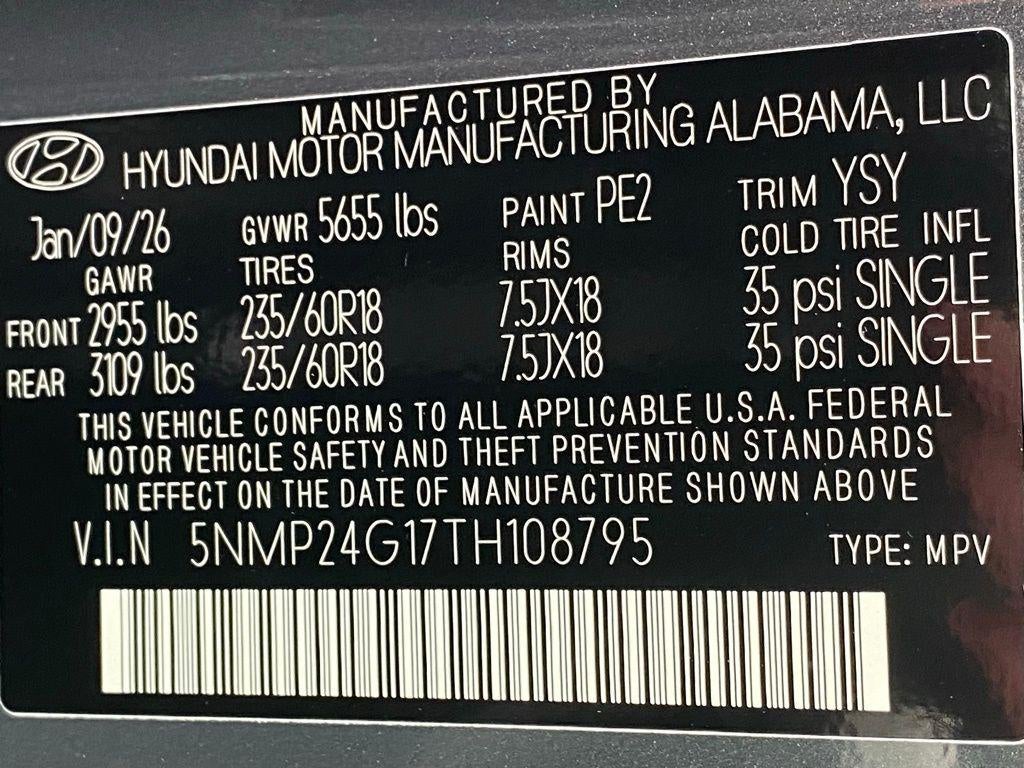 MANUFACTURED BY
HYUNDAI MOTOR MANUFACTURING ALABAMA, LLC
Jan/09/26 GVWR 5655 lbs PAINT PE2 TRIM YSY
GAWR TIRES RIMS COLD TIRE INFL
FRONT 2955 lbs 235/60R18 7.5JX18 35 psi SINGLE
REAR 3109 lbs 235/60R18 7.5JX18 35 psi SINGLE
THIS VEHICLE CONFORMS TO ALL APPLICABLE U.S.A. FEDERAL
MOTOR VEHICLE SAFETY AND THEFT PREVENTION STANDARDS
IN EFFECT ON THE DATE OF MANUFACTURE SHOWN ABOVE
V.I.N 5NMP24G17TH108795 TYPE: MPV